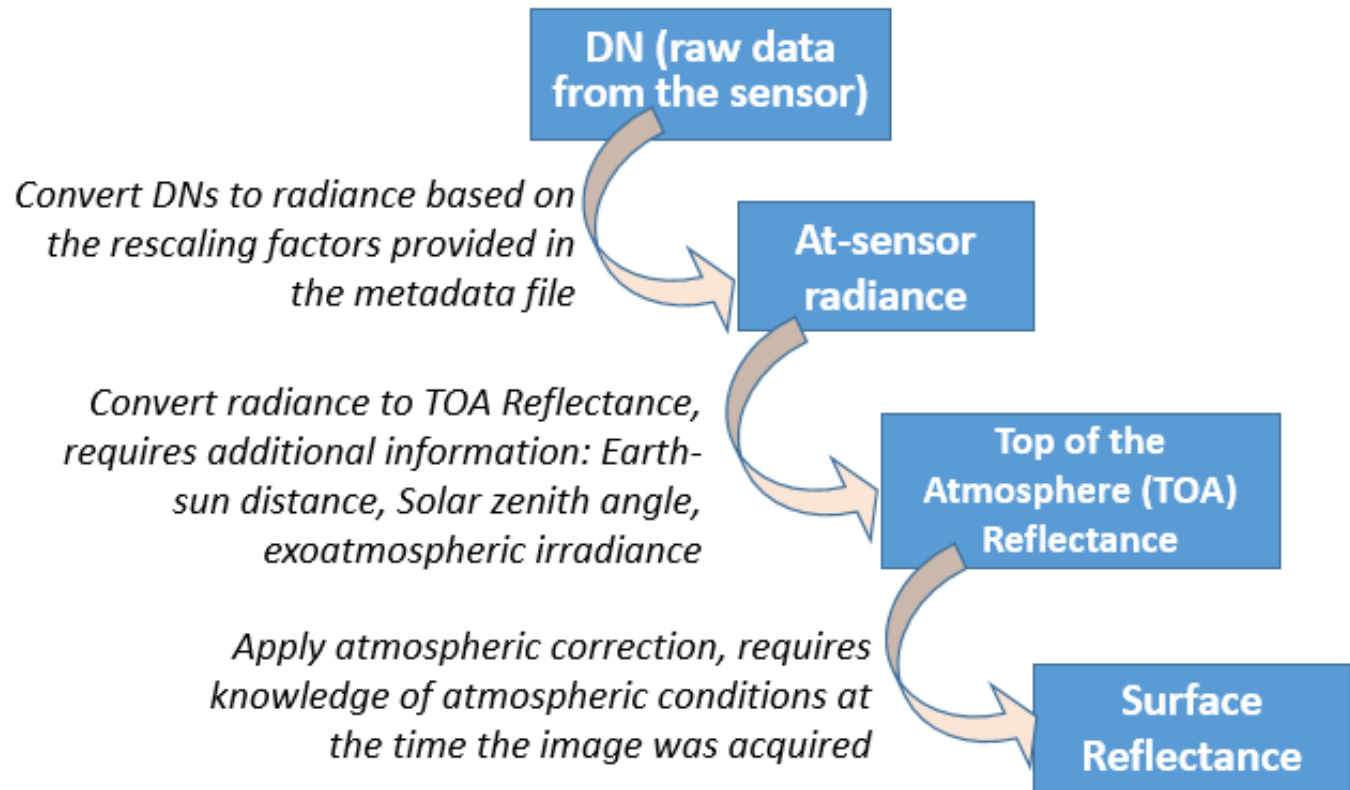 DN (raw data
from the sensor)
Convert DNs to radiance based on
the rescaling factors provided in
the metadata file
At-sensor
radiance
Convert radiance to TOA Reflectance,
requires additional information: Earth-
sun distance, Solar zenith angle,
exoatmospheric irradiance
Top of the
Atmosphere (TOA)
Reflectance
Apply atmospheric correction, requires
knowledge of atmospheric conditions at
the time the image was acquired
Surface
Reflectance